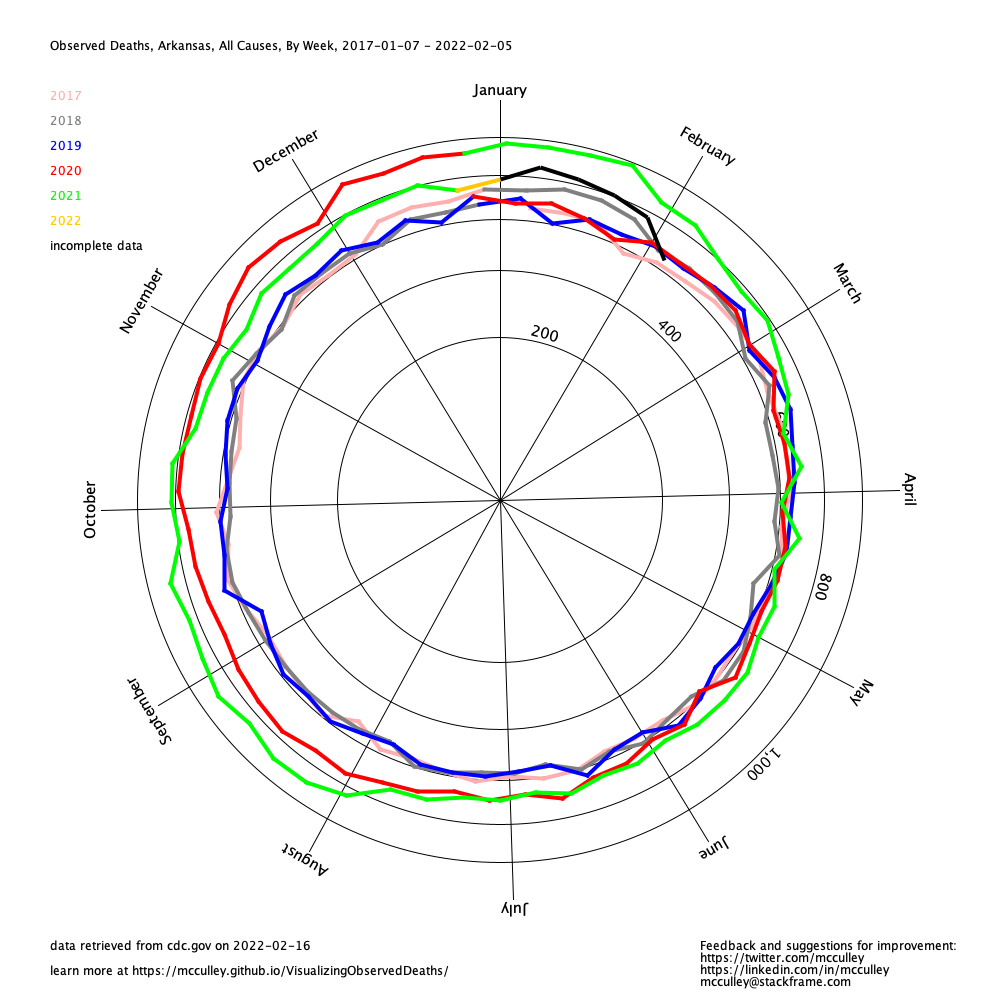 Observed Deaths, Arkansas, All Causes, By Week, 2017-01-07 - 2022-02-05
January
2017
2018
2019
2020
2021
2022
incomplete data
December
February
November
March
200
400
October
April
800
September
May
1,000
August
June
July
data retrieved from cdc.gov on 2022-02-16
learn more at https://mcculley.github.io/VisualizingObservedDeaths/
Feedback and suggestions for improvement:
https://twitter.com/mcculley
https://linkedin.com/in/mcculley
mcculley@stackframe.com